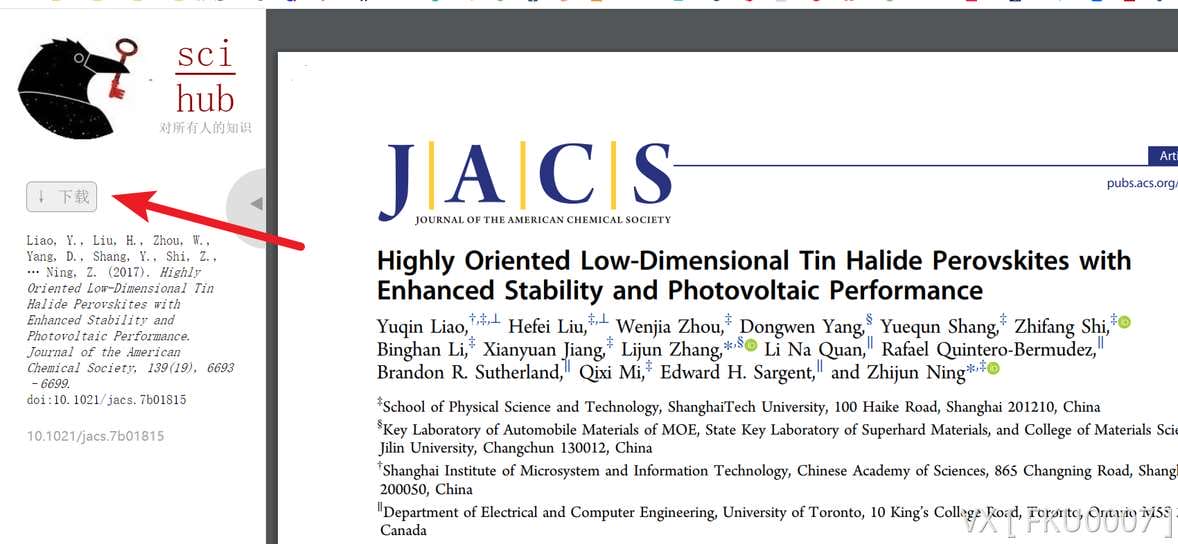 sci
hub
对所有人的知识
↓ 下载
Liao, Y., Liu, H., Zhou, W.,
Yang, D., Shang, Y., Shi, Z.,
… Ning, Z. (2017). Highly
Oriented Low-Dimensional Tin
Halide Perovskites with
Enhanced Stability and
Photovoltaic Performance.
Journal of the American
Chemical Society, 139(19), 6693
–6699.
doi:10.1021/jacs.7b01815
10.1021/jacs.7b01815
J|A|C|S
JOURNAL OF THE AMERICAN CHEMICAL SOCIETY
Arti
pubs.acs.org/
Highly Oriented Low-Dimensional Tin Halide Perovskites with
Enhanced Stability and Photovoltaic Performance
Yuqin Liao,†,‡,⊥ Hefei Liu,‡,⊥ Wenjia Zhou,‡ Dongwen Yang,§ Yuequn Shang,‡ Zhifang Shi,‡
Binghan Li,‡ Xianyuan Jiang,‡ Lijun Zhang,*,§ Li Na Quan,∥ Rafael Quintero-Bermudez,∥
Brandon R. Sutherland,∥ Qixi Mi,‡ Edward H. Sargent,∥ and Zhijun Ning*,‡
‡School of Physical Science and Technology, ShanghaiTech University, 100 Haike Road, Shanghai 201210, China
§Key Laboratory of Automobile Materials of MOE, State Key Laboratory of Superhard Materials, and College of Materials Scie
Jilin University, Changchun 130012, China
†Shanghai Institute of Microsystem and Information Technology, Chinese Academy of Sciences, 865 Changning Road, Shangh
200050, China
∥Department of Electrical and Computer Engineering, University of Toronto, 10 King's College Road, Toronto, Ontario M5S
Canada
VX [ FKU0007 ]